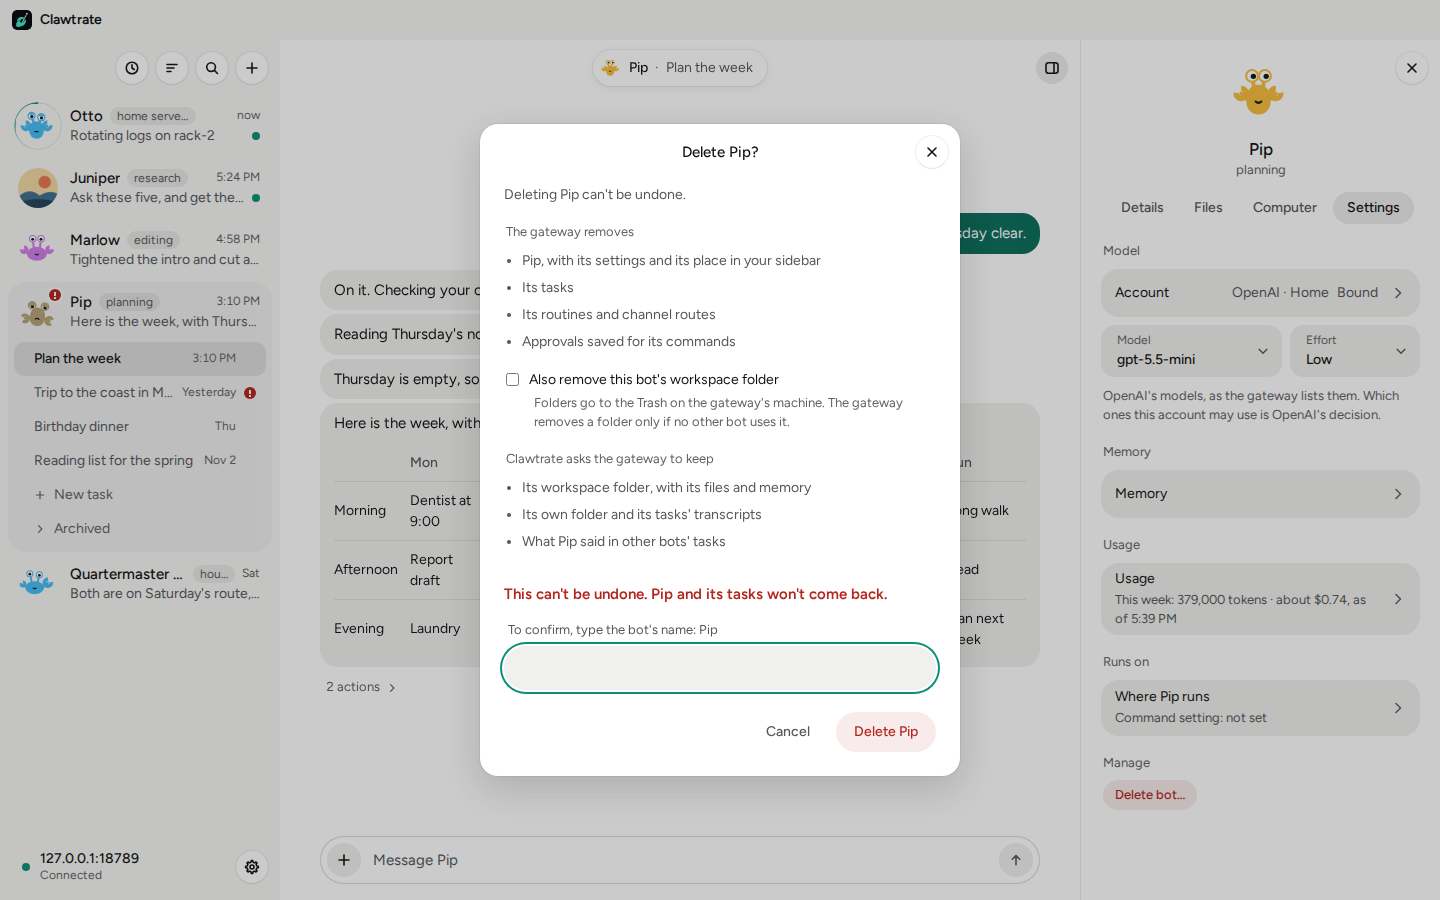 Clawtrate
Otto
home serve...
now
Rotating logs on rack-2
Juniper
research
5:24 PM
Ask these five, and get the...
Marlow
editing
4:58 PM
Tightened the intro and cut a...
Pip
planning
3:10 PM
Here is the week, with Thurs...
Plan the week
3:10 PM
Trip to the coast in M...
Yesterday
Birthday dinner
Thu
Reading list for the spring
Nov 2
New task
Archived
Quartermaster ...
hou...
Sat
Both are on Saturday's route,...
127.0.0.1:18789
Connected
Pip · Plan the week
sday clear.
On it. Checking your c
Reading Thursday's no
Thursday is empty, so
Here is the week, with
Mon
un
Morning
Dentist at
9:00
ong walk
Afternoon
Report
draft
ead
Evening
Laundry
an next
eek
2 actions
Message Pip
Delete Pip?
Deleting Pip can't be undone.
The gateway removes
• Pip, with its settings and its place in your sidebar
• Its tasks
• Its routines and channel routes
• Approvals saved for its commands
Also remove this bot's workspace folder
Folders go to the Trash on the gateway's machine. The gateway
removes a folder only if no other bot uses it.
Clawtrate asks the gateway to keep
• Its workspace folder, with its files and memory
• Its own folder and its tasks' transcripts
• What Pip said in other bots' tasks
This can't be undone. Pip and its tasks won't come back.
To confirm, type the bot's name: Pip
Cancel
Delete Pip
Pip
planning
Details
Files
Computer
Settings
Model
Account
OpenAI · Home
Bound
Model
gpt-5.5-mini
Effort
Low
OpenAI's models, as the gateway lists them. Which
ones this account may use is OpenAI's decision.
Memory
Memory
Usage
Usage
This week: 379,000 tokens · about $0.74, as
of 5:39 PM
Runs on
Where Pip runs
Command setting: not set
Manage
Delete bot...